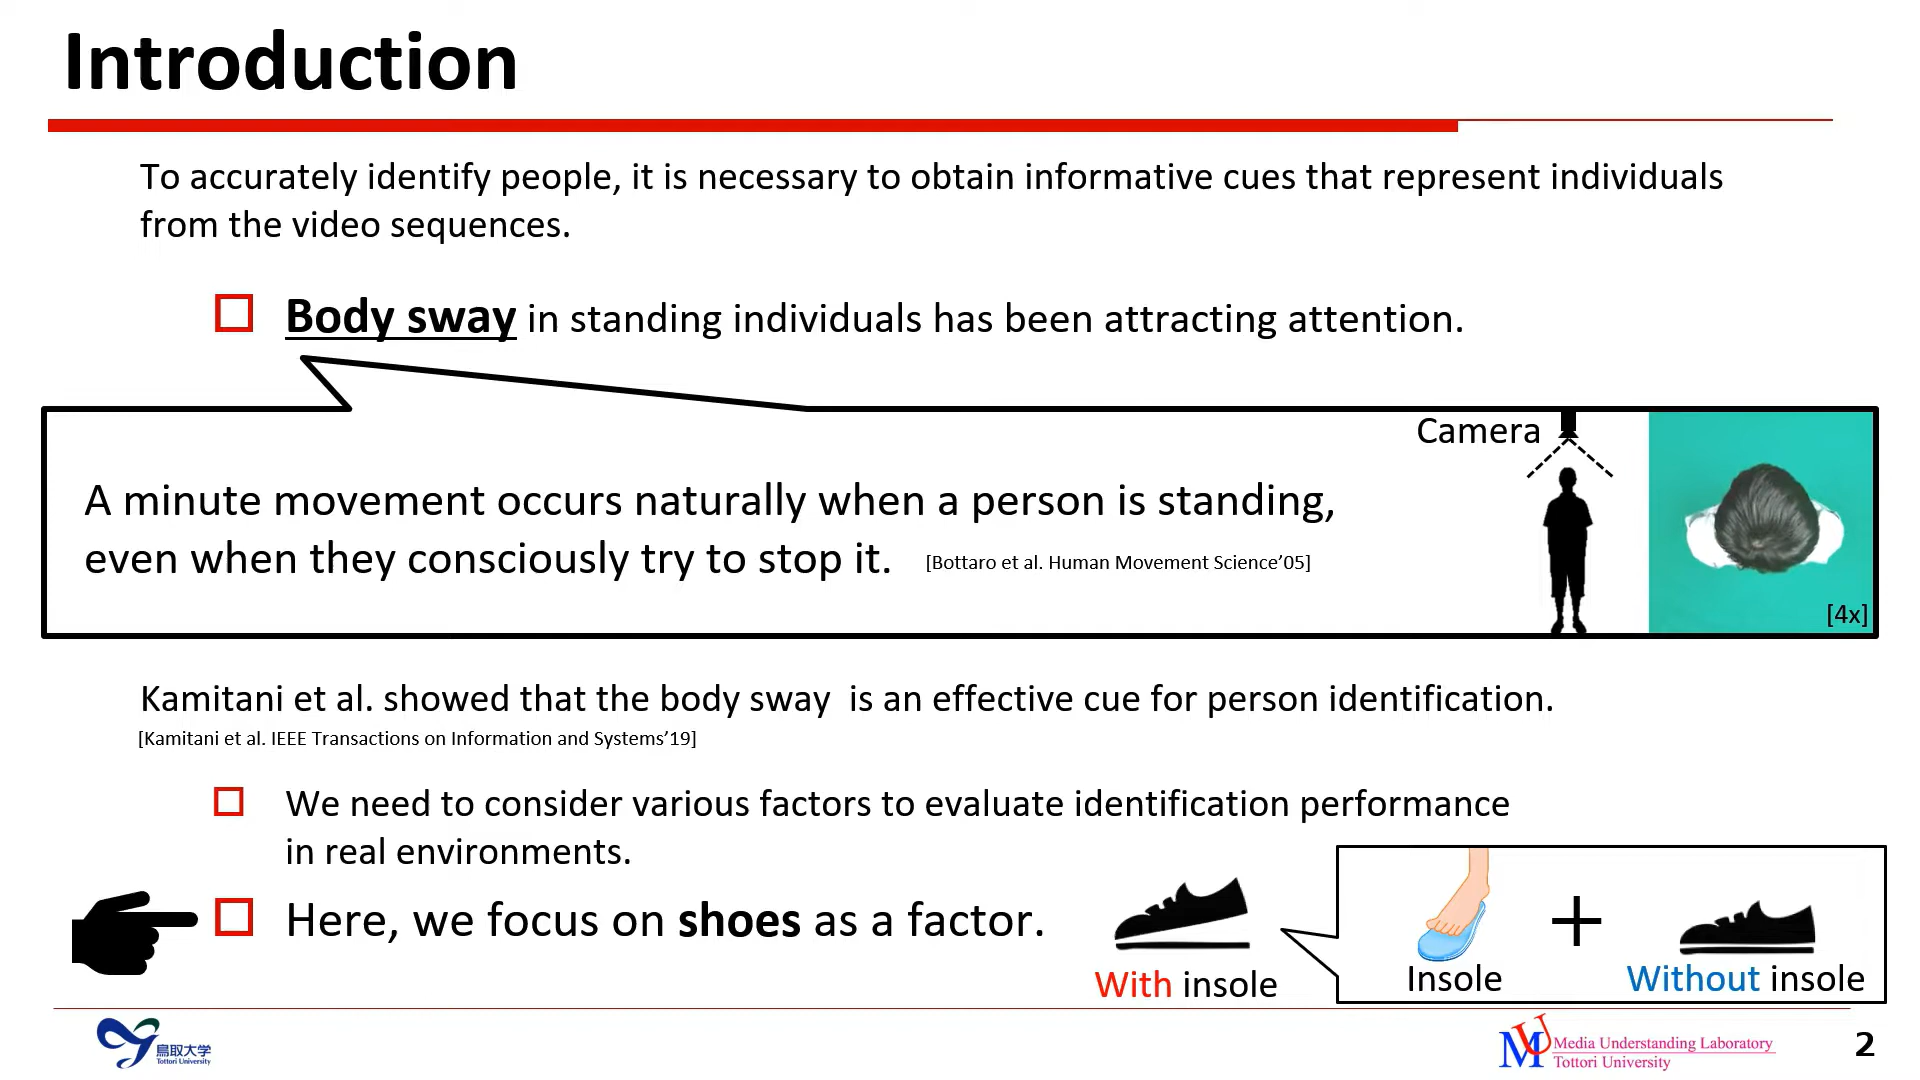 Introduction
To accurately identify people, it is necessary to obtain informative cues that represent individuals
from the video sequences.
Body sway in standing individuals has been attracting attention.
Camera
A minute movement occurs naturally when a person is standing,
even when they consciously try to stop it. [Bottaro et al. Human Movement Science’05]
[4x]
Kamitani et al. showed that the body sway  is an effective cue for person identification.
[Kamitani et al. IEEE Transactions on Information and Systems’19]
We need to consider various factors to evaluate identification performance
in real environments.
Here, we focus on shoes as a factor.
With insole
Insole
+
Without insole
鳥取大学
Tottori University
MU
Media Understanding Laboratory
Tottori University
2